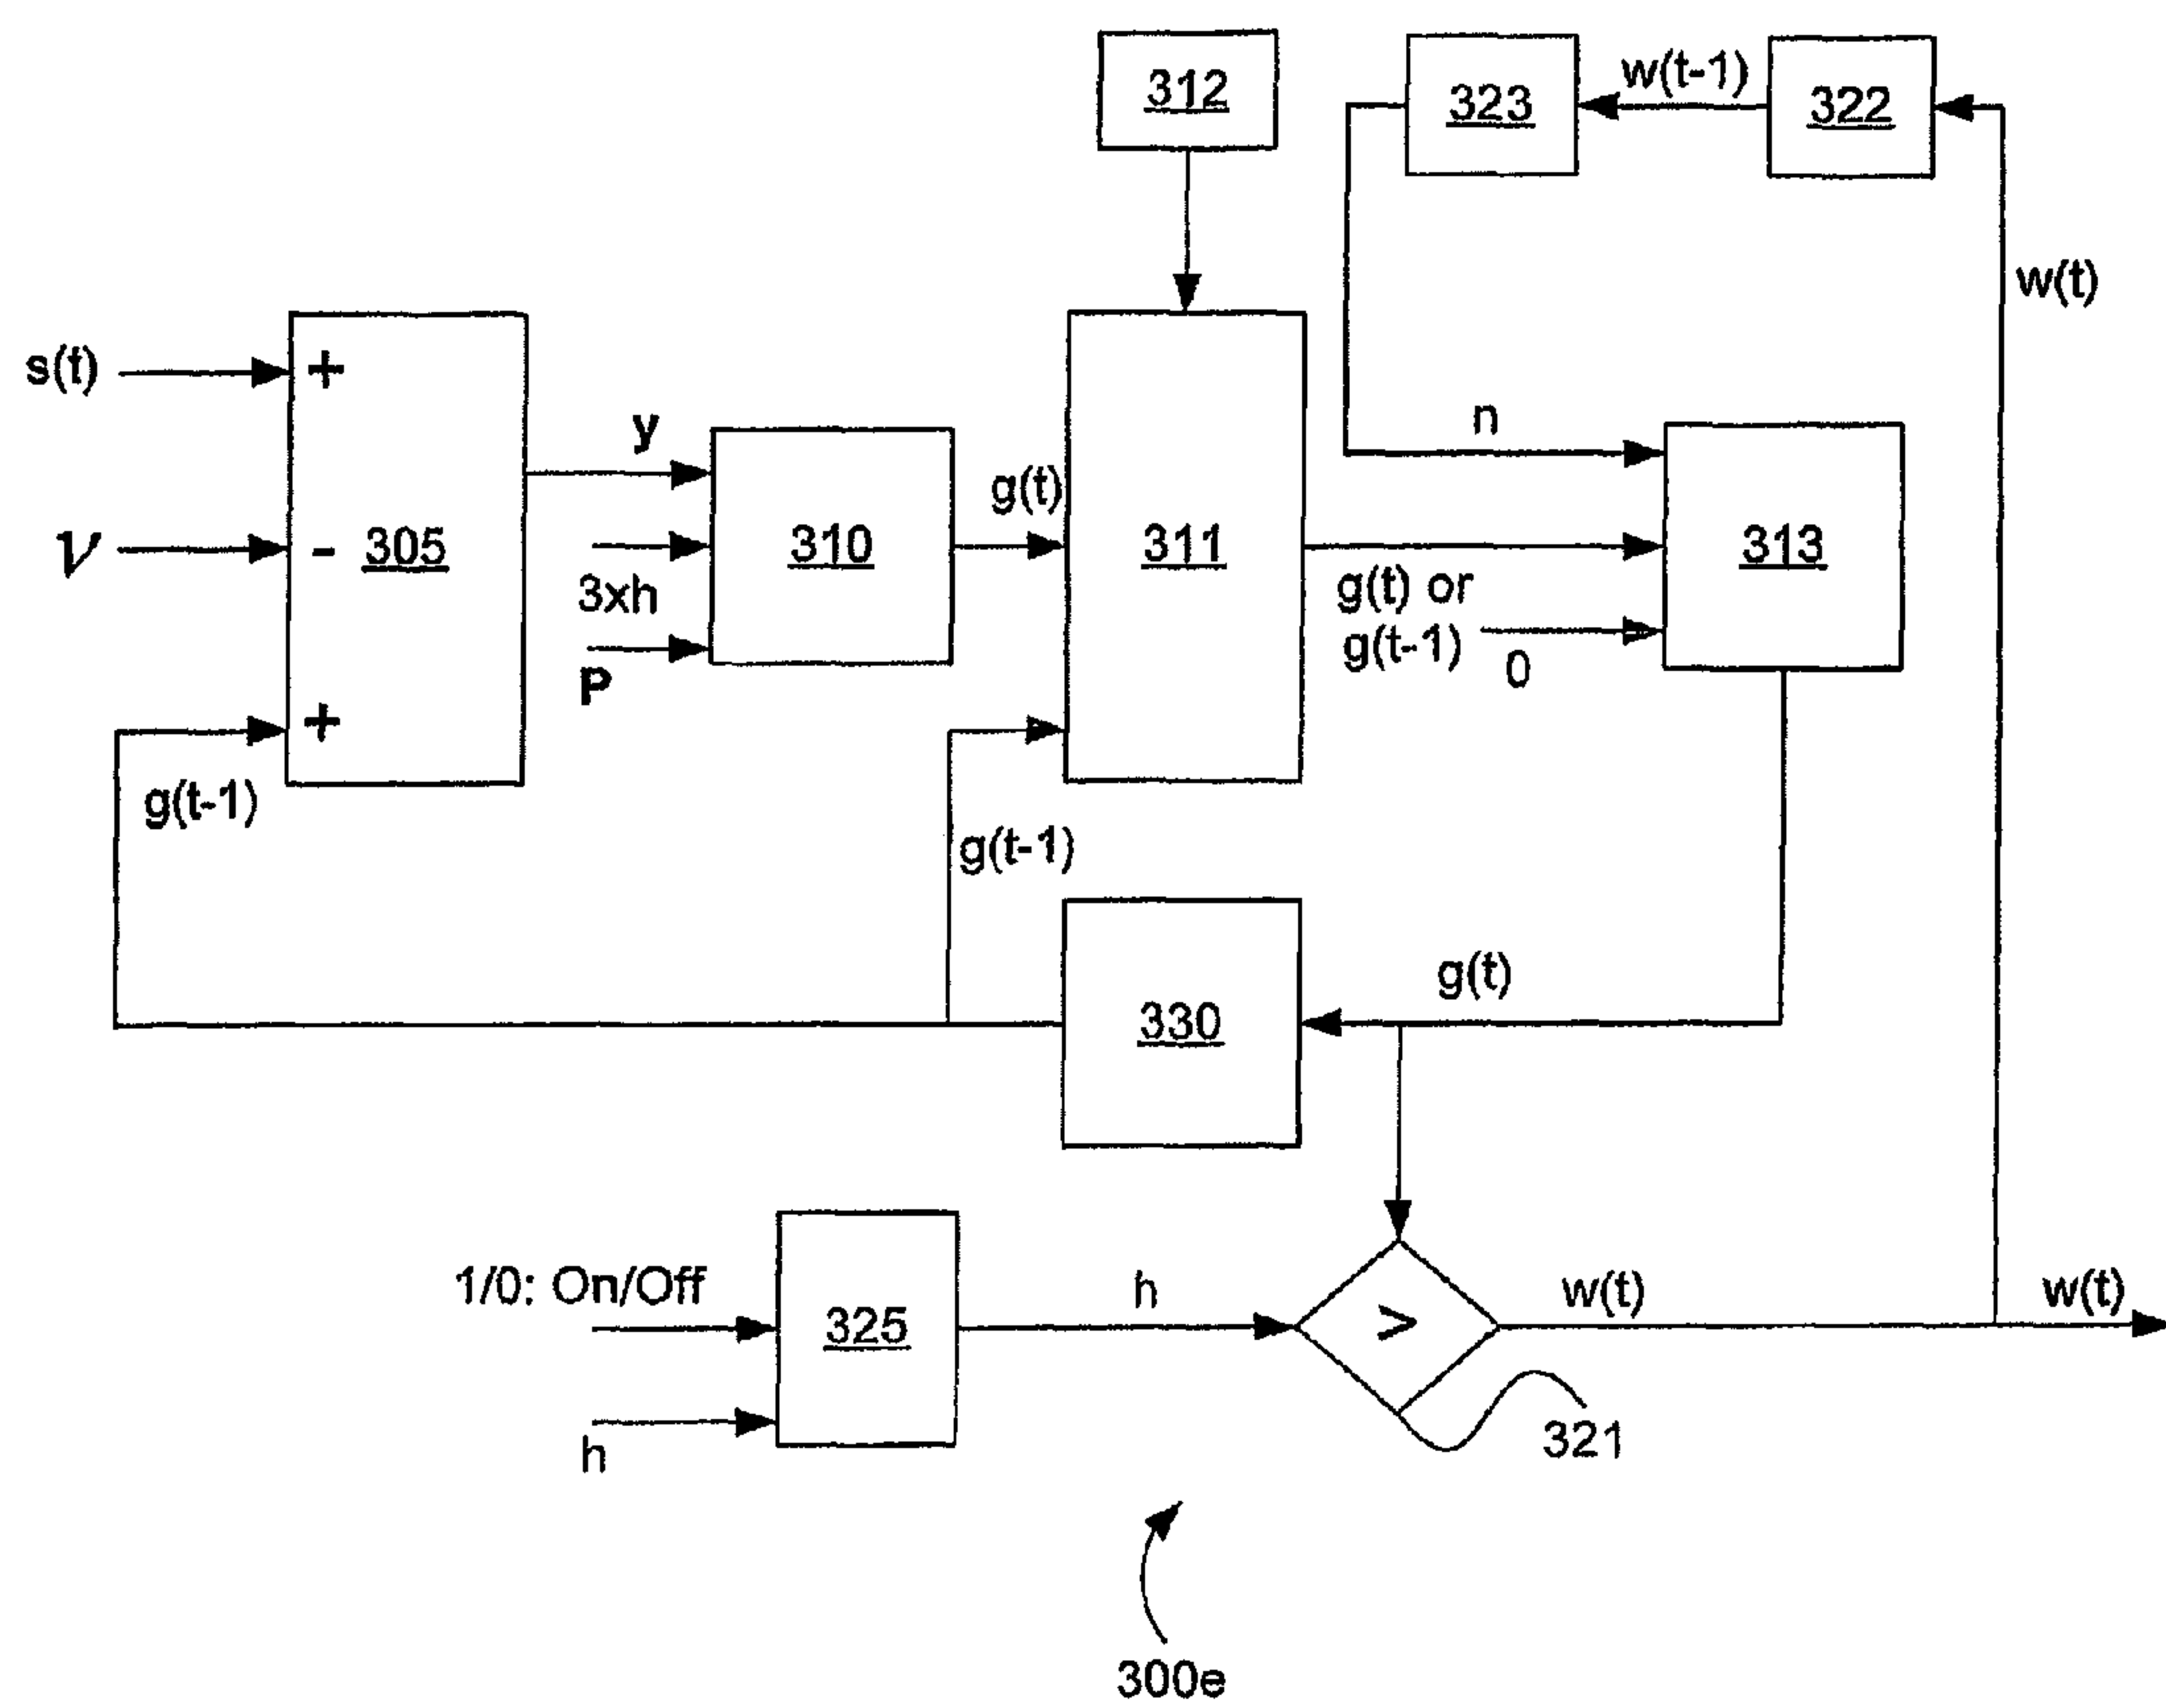 312
323
w(t-1)
322
w(t)
s(t)
+
ν
-
305
+
g(t-1)
y
3xh
P
310
g(t)
311
g(t-1)
n
g(t) or
g(t-1)
0
313
330
g(t)
1/0: On/Off
h
325
h
>
321
w(t)
w(t)
300e